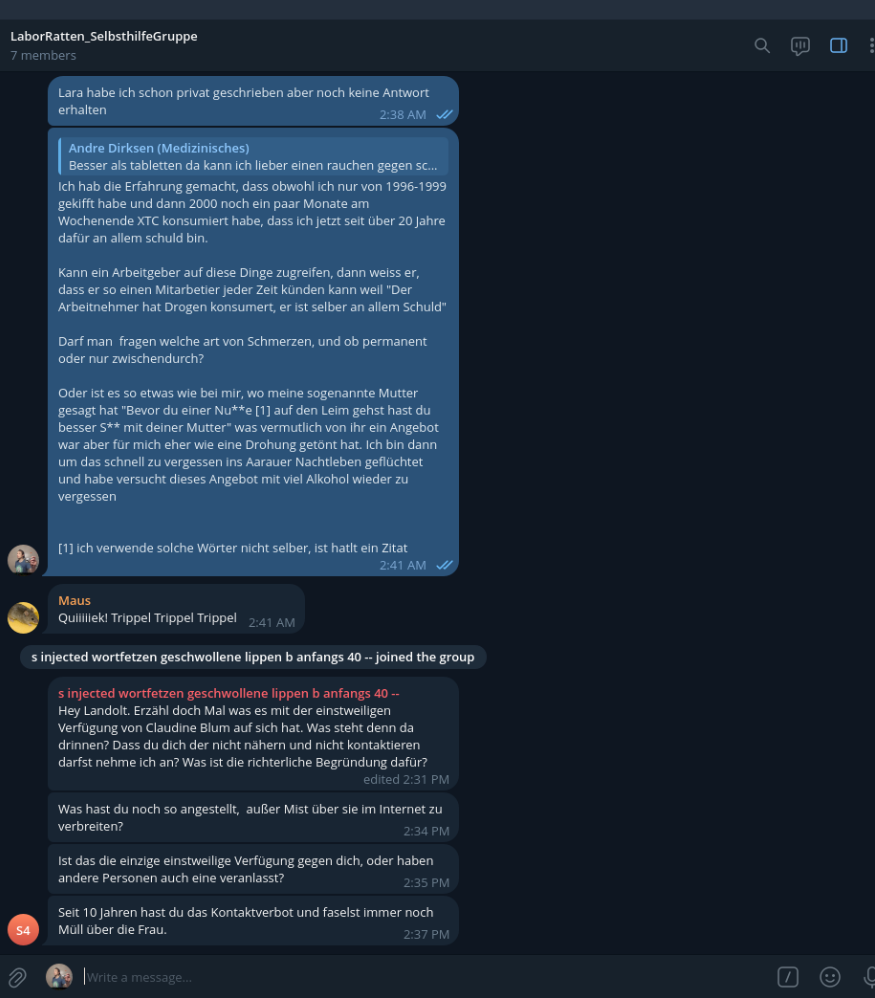 LaborRatten_SelbsthilfeGruppe
7 members
Lara habe ich schon privat geschrieben aber noch keine Antwort
erhalten
2:38 AM
Andre Dirksen (Medizinisches)
Besser als tabletten da kann ich lieber einen rauchen gegen sc...
Ich hab die Erfahrung gemacht, dass obwohl ich nur von 1996-1999
gekifft habe und dann 2000 noch ein paar Monate am
Wochenende XTC konsumiert habe, dass ich jetzt seit über 20 Jahre
dafür an allem schuld bin.
Kann ein Arbeitgeber auf diese Dinge zugreifen, dann weiss er,
dass er so einen Mitarbetier jeder Zeit künden kann weil "Der
Arbeitnehmer hat Drogen konsumert, er ist selber an allem Schuld"
Darf man fragen welche art von Schmerzen, und ob permanent
oder nur zwischendurch?
Oder ist es so etwas wie bei mir, wo meine sogenannte Mutter
gesagt hat "Bevor du einer Nu**e [1] auf den Leim gehst hast du
besser S** mit deiner Mutter" was vermutlich von ihr ein Angebot
war aber für mich eher wie eine Drohung getönt hat. Ich bin dann
um das schnell zu vergessen ins Aarauer Nachtleben geflüchtet
und habe versucht dieses Angebot mit viel Alkohol wieder zu
vergessen
[1] ich verwende solche Wörter nicht selber, ist hatlt ein Zitat
2:41 AM
Maus
Quiiiiiek! Trippel Trippel Trippel
2:41 AM
s injected wortfetzen geschwollene lippen b anfangs 40 -- joined the group
s injected wortfetzen geschwollene lippen b anfangs 40 --
Hey Landolt. Erzähl doch Mal was es mit der einstweiligen
Verfügung von Claudine Blum auf sich hat. Was steht denn da
drinnen? Dass du dich der nicht nähern und nicht kontaktieren
darfst nehme ich an? Was ist die richterliche Begründung dafür?
edited 2:31 PM
Was hast du noch so angestellt, außer Mist über sie im Internet zu
verbreiten?
2:34 PM
Ist das die einzige einstweilige Verfügung gegen dich, oder haben
andere Personen auch eine veranlasst?
2:35 PM
Seit 10 Jahren hast du das Kontaktverbot und faselst immer noch
Müll über die Frau.
2:37 PM
S4
Write a message...